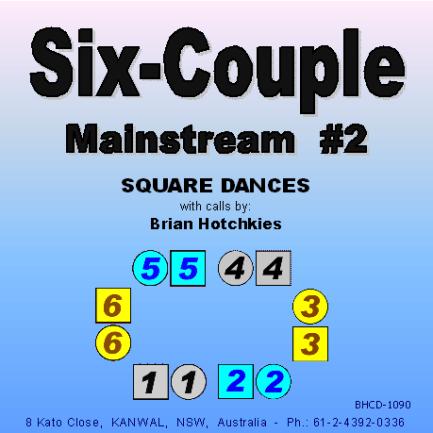 Six-Couple
Mainstream #2
SQUARE DANCES
with calls by:
Brian Hotchkies
5 5 4 4
6 3
6 3
1 1 2 2
BHCD-1090
8 Kato Close, KANWAL, NSW, Australia - Ph.: 61-2-4392-0336